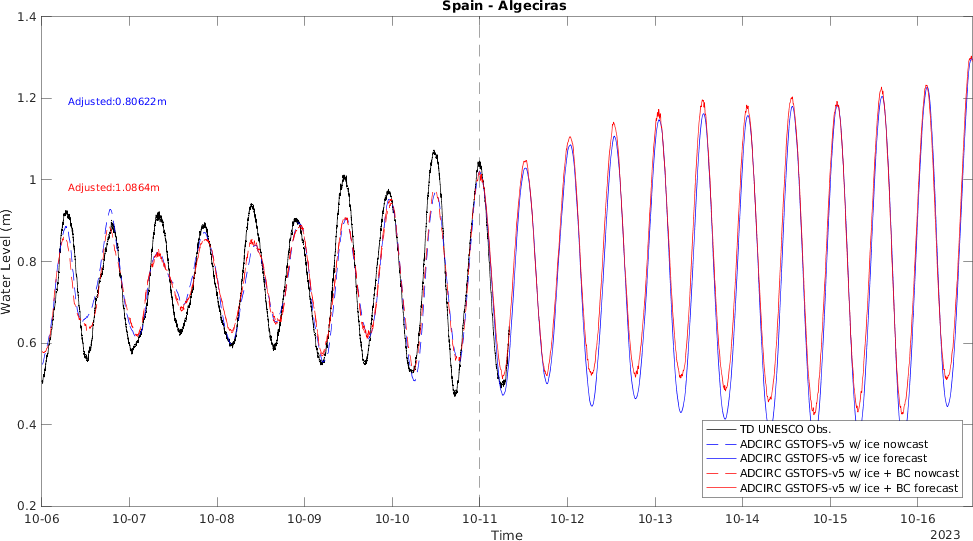 Spain - Algeciras
1.4
1.2
1
0.8
0.6
0.4
0.2
Water Level (m)
Adjusted:0.80622m
Adjusted:1.0864m
TD UNESCO Obs.
ADCIRC GSTOFS-v5 w/ ice nowcast
ADCIRC GSTOFS-v5 w/ ice forecast
ADCIRC GSTOFS-v5 w/ ice + BC nowcast
ADCIRC GSTOFS-v5 w/ ice + BC forecast
10-06 10-07 10-08 10-09 10-10 10-11 10-12 10-13 10-14 10-15 10-16
Time
2023